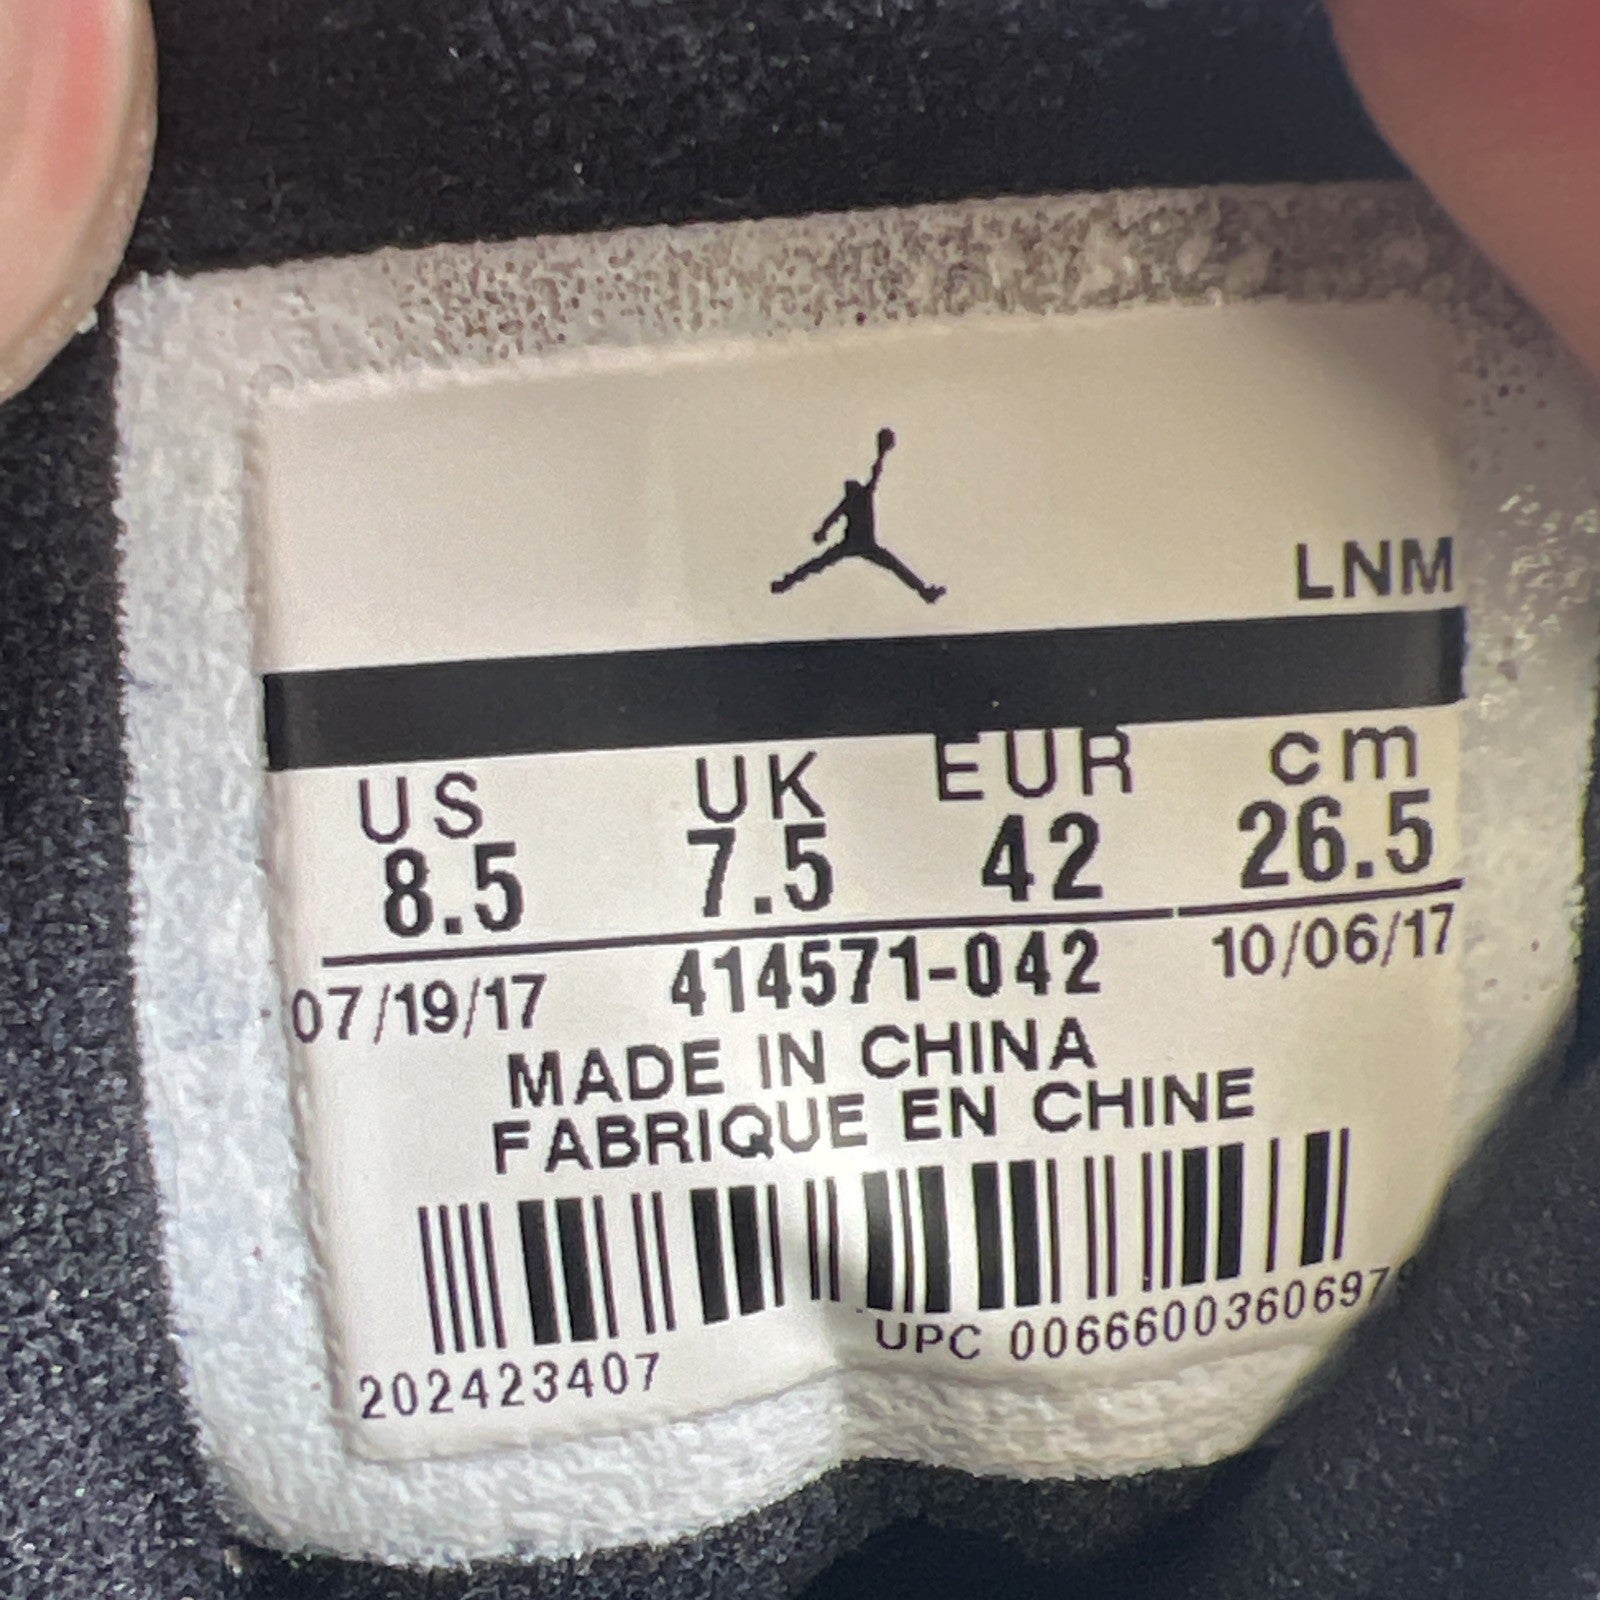 LNM
US UK EUR cm
8.5 7.5 42 26.5
07/19/17 414571-042 10/06/17
MADE IN CHINA
FABRIQUE EN CHINE
UPC 00666003606979
202423407